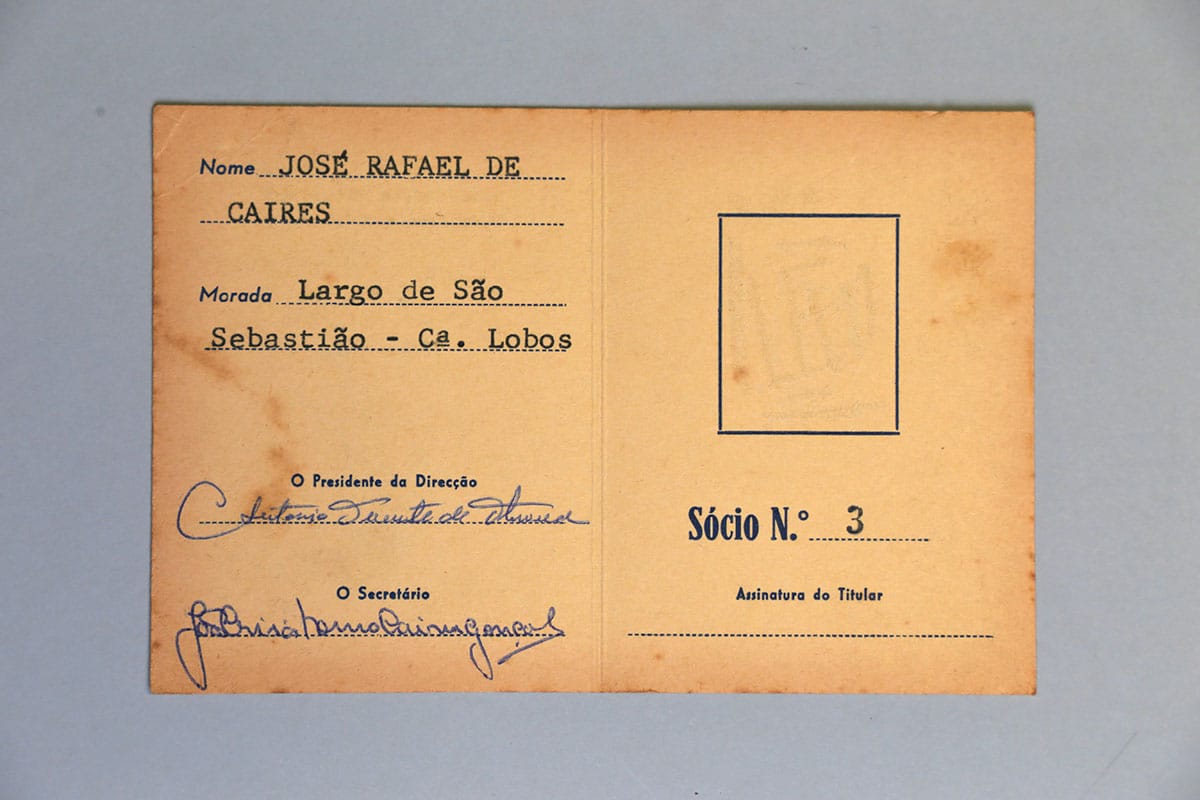 Nome JOSÉ RAFAEL DE
CAIRES
Morada Largo de São
Sebastião - Cª. Lobos
O Presidente da Direcção
O Secretário
Sócio N.º 3
Assinatura do Titular